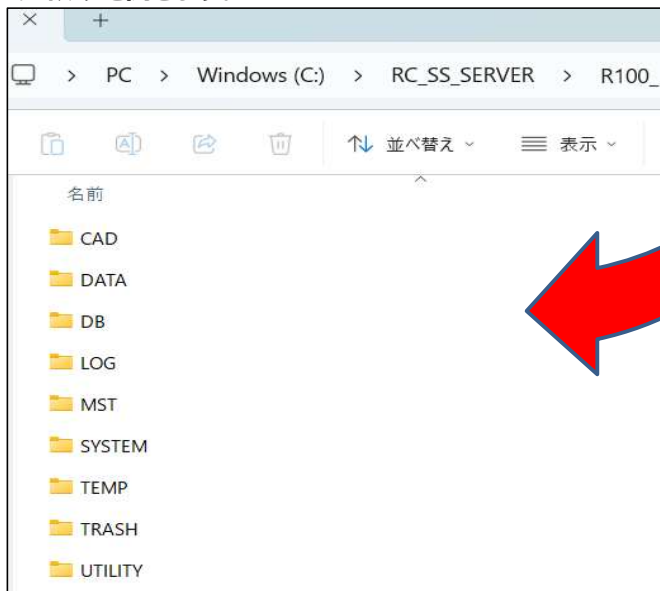 PC > Windows (C:) > RC_SS_SERVER > R100_
並べ替え 表示
名前
CAD
DATA
DB
LOG
MST
SYSTEM
TEMP
TRASH
UTILITY